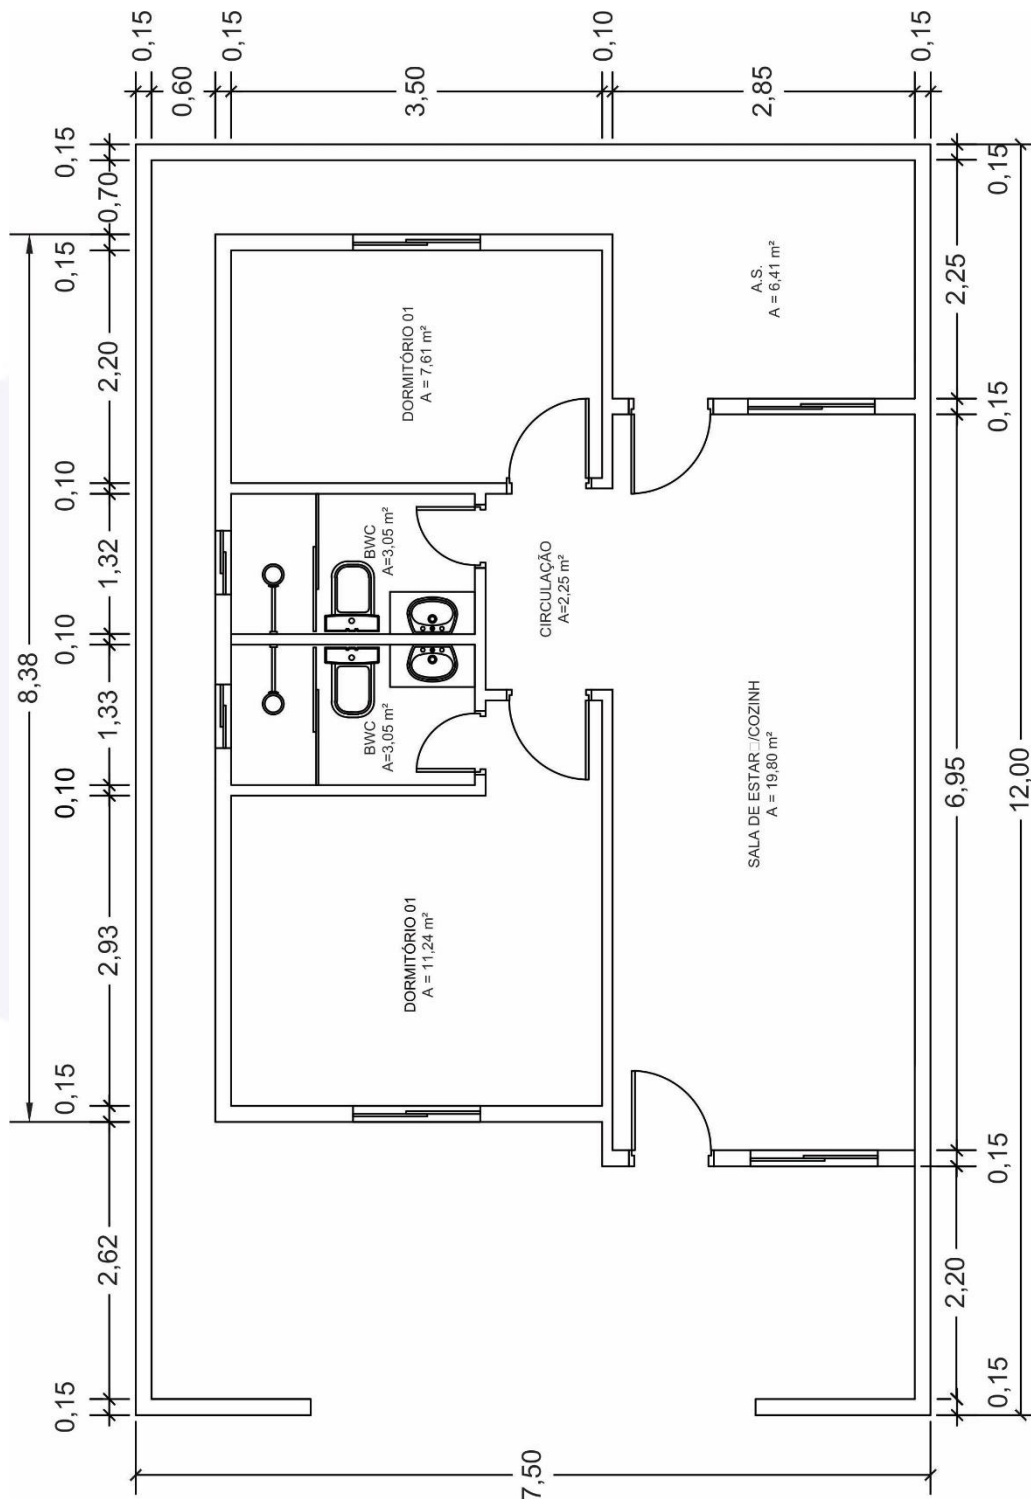 0,15
0,60
0,15
3,50
0,10
2,85
0,15
0,15
0,70
0,15
2,20
0,10
1,32
0,10
1,33
0,10
2,93
0,15
2,62
0,15
8,38
DORMITÓRIO 01
A = 7,61 m²
A.S.
A = 6,41 m²
BWC
A=3,05 m²
BWC
A=3,05 m²
CIRCULAÇÃO
A=2,25 m²
SALA DE ESTAR□/COZINH
A = 19,80 m²
DORMITÓRIO 01
A = 11,24 m²
0,15
2,25
0,15
6,95
0,15
2,20
0,15
12,00
7,50